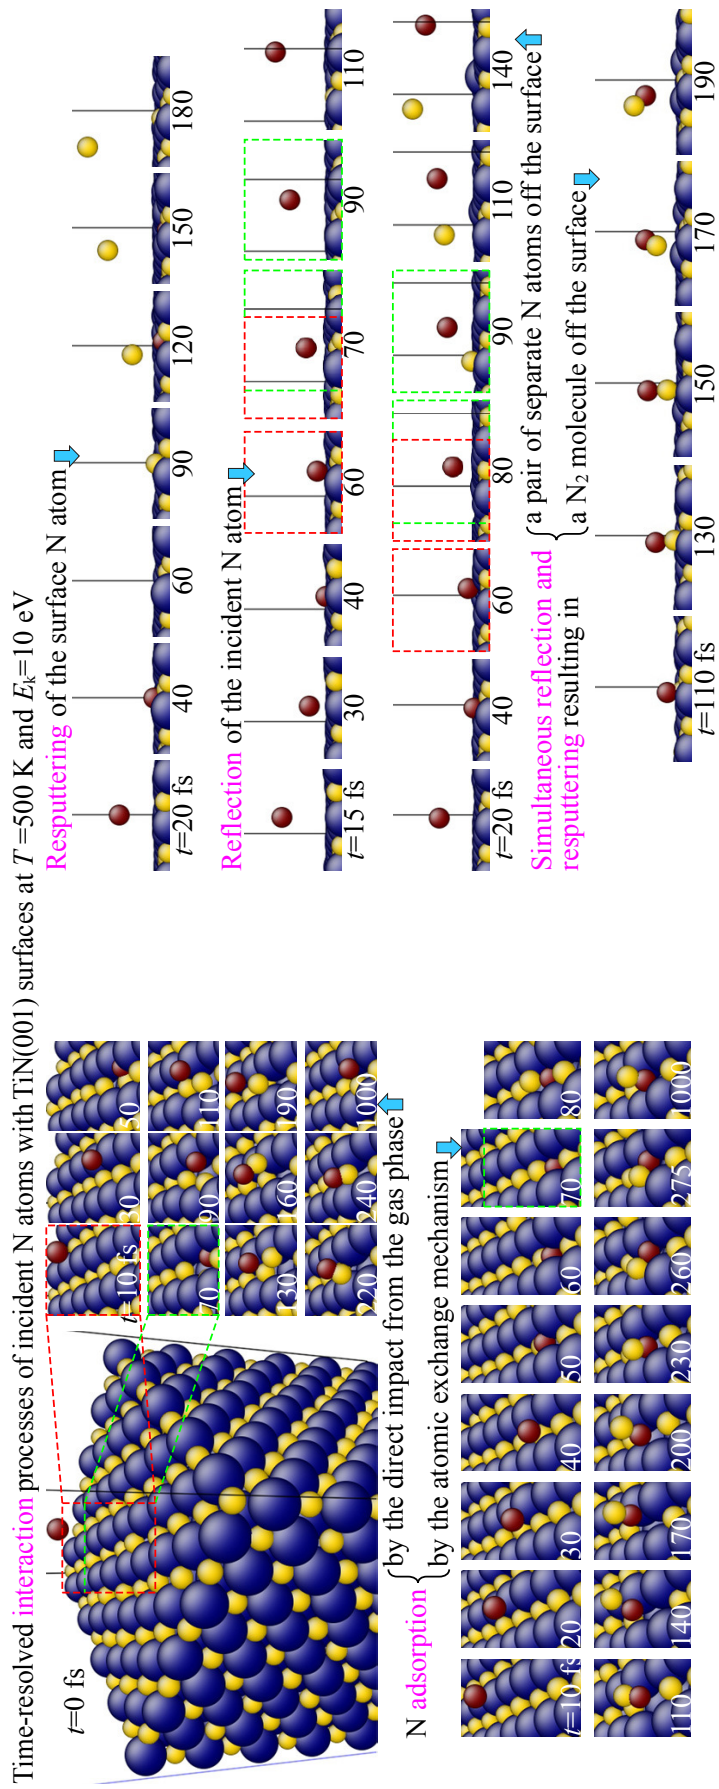 Time-resolved interaction processes of incident N atoms with TiN(001) surfaces at T =500 K and Eₖ=10 eV
t=0 fs
t=10 fs 30 50
70 90 110
130 160 190
220 240 1000
N adsorption { by the direct impact from the gas phase
by the atomic exchange mechanism
t=10 fs 20 30 40 50 60 70 80
110 140 170 200 230 260 275 1000
Resputtering of the surface N atom
t=20 fs 40 60 90 120 150 180
Reflection of the incident N atom
t=15 fs 30 40 60 70 90 110
t=20 fs 40 60 80 90 110 140
Simultaneous reflection and
resputtering resulting in { a pair of separate N atoms off the surface
a N₂ molecule off the surface
t=110 fs 130 150 170 190